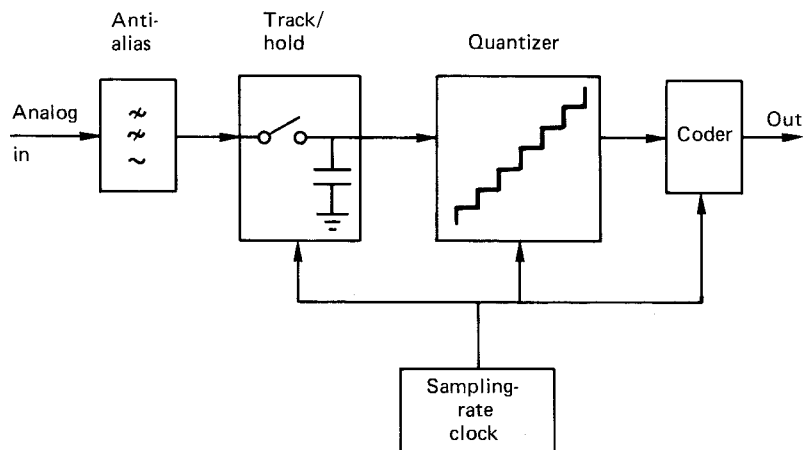 Anti-
alias
Track/
hold
Quantizer
Analog
in
Coder
Out
Sampling-
rate
clock